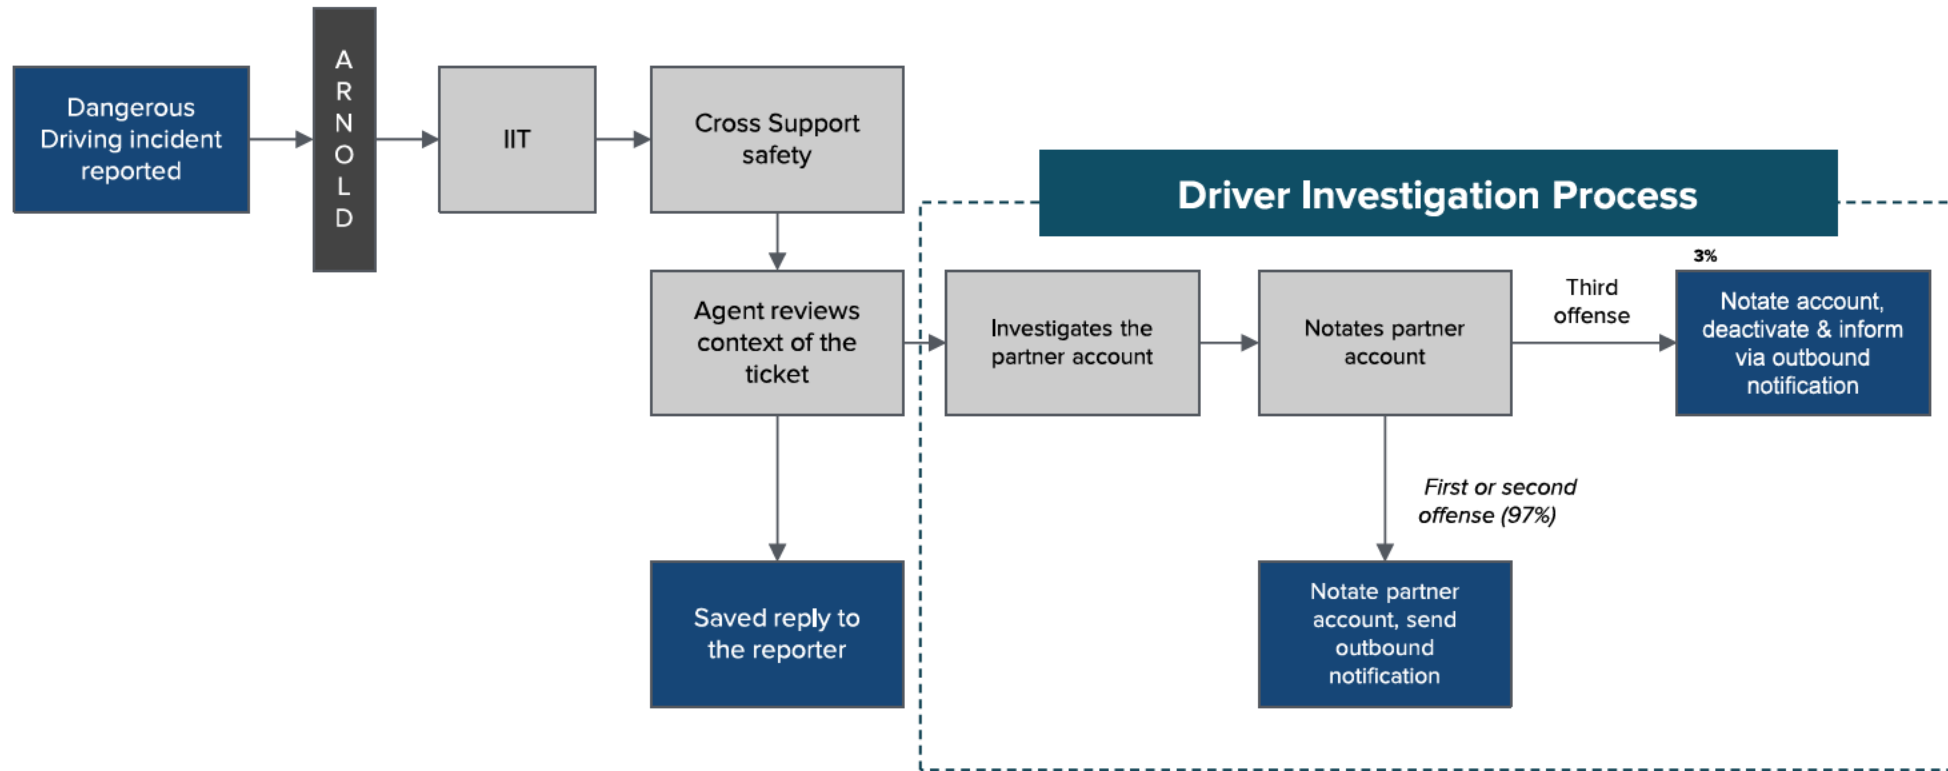 Dangerous
Driving incident
reported
A
R
N
O
L
D
IIT
Cross Support
safety
Driver Investigation Process
Agent reviews
context of the
ticket
Investigates the
partner account
Notates partner
account
Third
offense
3%
Notate account,
deactivate & inform
via outbound
notification
First or second
offense (97%)
Saved reply to
the reporter
Notate partner
account, send
outbound
notification